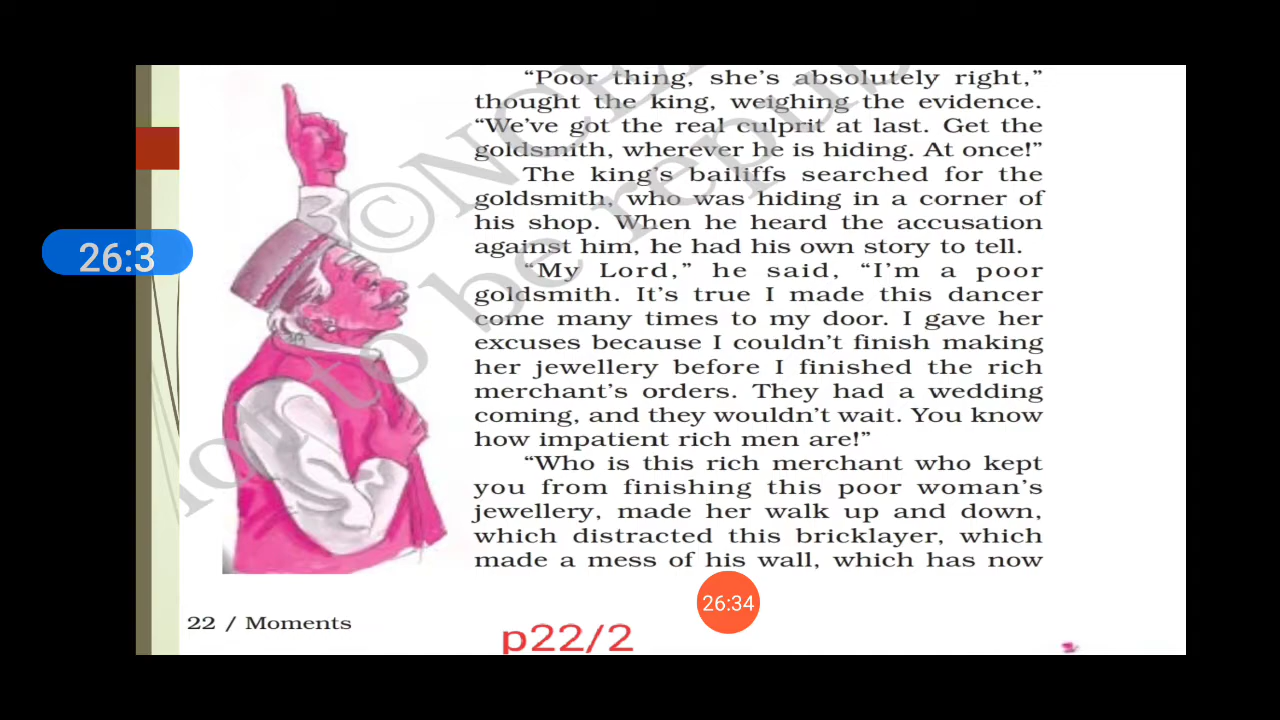 "Poor thing, she's absolutely right,"
thought the king, weighing the evidence.
"We've got the real culprit at last. Get the
goldsmith, wherever he is hiding. At once!"
The king's bailiffs searched for the
goldsmith, who was hiding in a corner of
his shop. When he heard the accusation
against him, he had his own story to tell.
"My Lord," he said, "I'm a poor
goldsmith. It's true I made this dancer
come many times to my door. I gave her
excuses because I couldn't finish making
her jewellery before I finished the rich
merchant's orders. They had a wedding
coming, and they wouldn't wait. You know
how impatient rich men are!"
"Who is this rich merchant who kept
you from finishing this poor woman's
jewellery, made her walk up and down,
which distracted this bricklayer, which
made a mess of his wall, which has now
22 / Moments
p22/2
26:3
26:34
to be